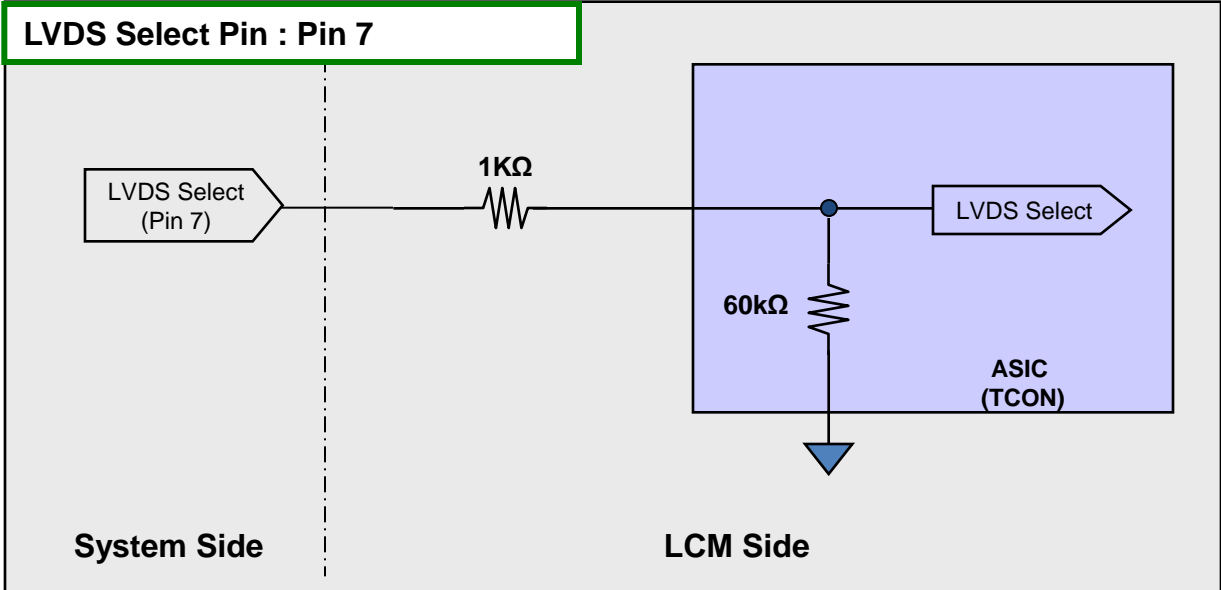 LVDS Select Pin : Pin 7
1KΩ
LVDS Select
(Pin 7)
LVDS Select
60kΩ
ASIC
(TCON)
System Side
LCM Side